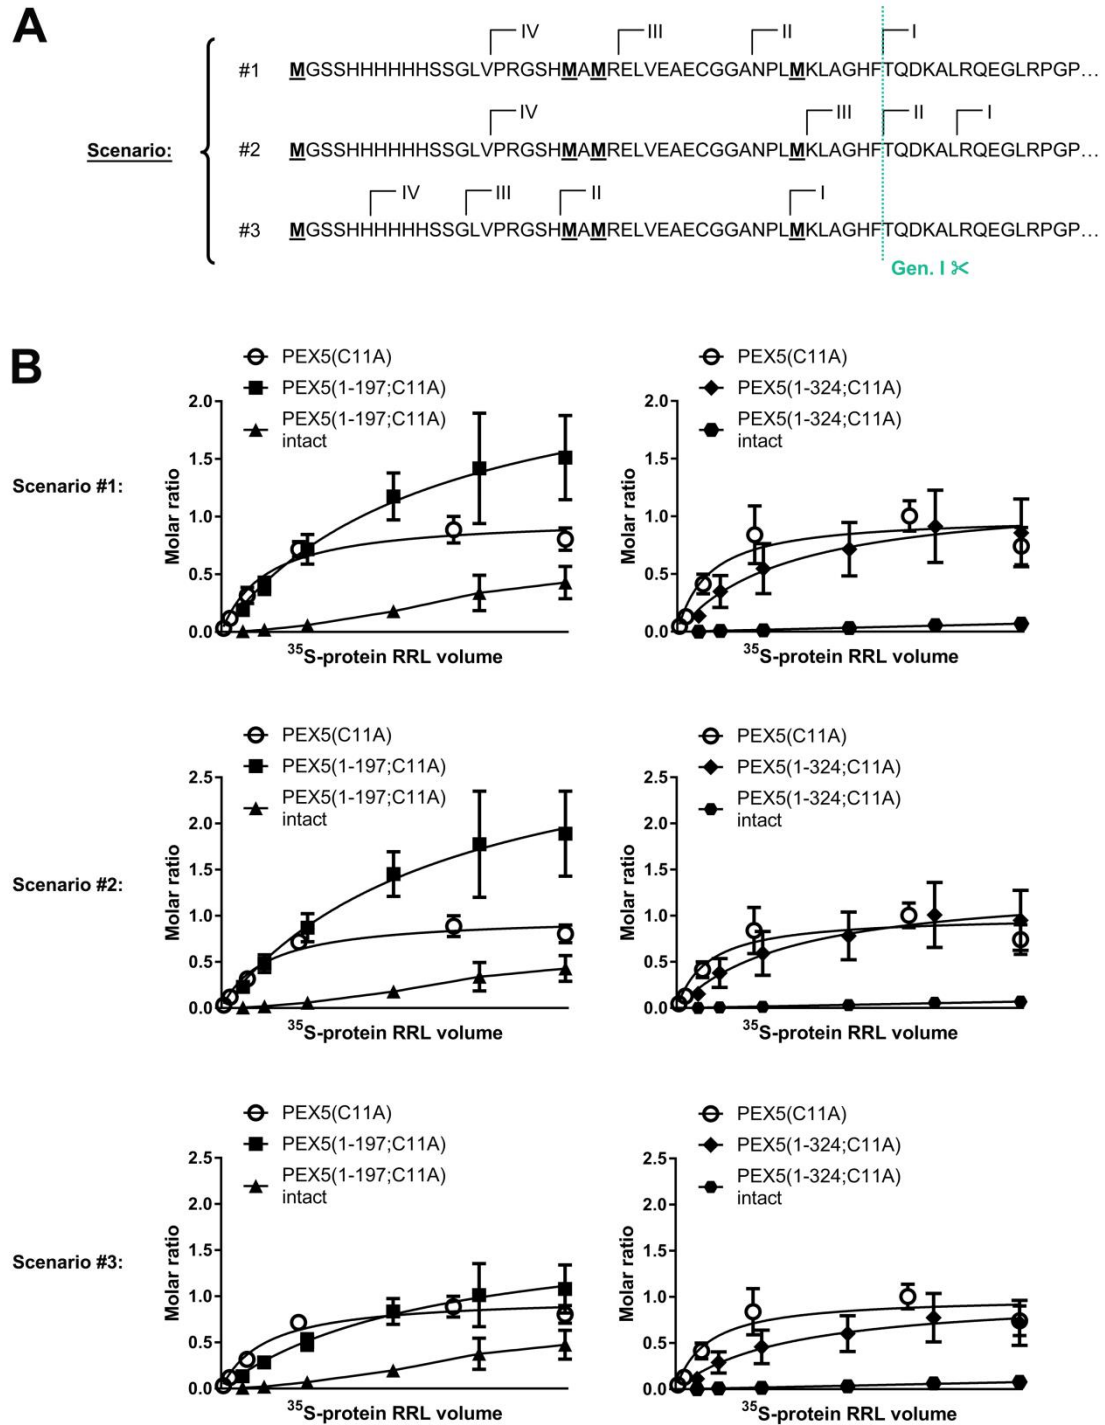 A
IV III II I
#1 MGSSHHHHHHSSGLVPRGSHMAMRELVEAECGGANPLMKLAGHFTQDKALRQEGLRPGP…
IV III II I
Scenario: #2 MGSSHHHHHHSSGLVPRGSHMAMRELVEAECGGANPLMKLAGHFTQDKALRQEGLRPGP…
IV III II I
#3 MGSSHHHHHHSSGLVPRGSHMAMRELVEAECGGANPLMKLAGHFTQDKALRQEGLRPGP…
Gen. I ✂
B
Scenario #1:
PEX5(C11A)
PEX5(1-197;C11A)
PEX5(1-197;C11A)
intact
Molar ratio
2.0
1.5
1.0
0.5
0.0
35S-protein RRL volume
PEX5(C11A)
PEX5(1-324;C11A)
PEX5(1-324;C11A)
intact
Molar ratio
2.0
1.5
1.0
0.5
0.0
35S-protein RRL volume
Scenario #2:
PEX5(C11A)
PEX5(1-197;C11A)
PEX5(1-197;C11A)
intact
Molar ratio
2.5
2.0
1.5
1.0
0.5
0.0
35S-protein RRL volume
PEX5(C11A)
PEX5(1-324;C11A)
PEX5(1-324;C11A)
intact
Molar ratio
2.5
2.0
1.5
1.0
0.5
0.0
35S-protein RRL volume
Scenario #3:
PEX5(C11A)
PEX5(1-197;C11A)
PEX5(1-197;C11A)
intact
Molar ratio
2.5
2.0
1.5
1.0
0.5
0.0
35S-protein RRL volume
PEX5(C11A)
PEX5(1-324;C11A)
PEX5(1-324;C11A)
intact
Molar ratio
2.5
2.0
1.5
1.0
0.5
0.0
35S-protein RRL volume